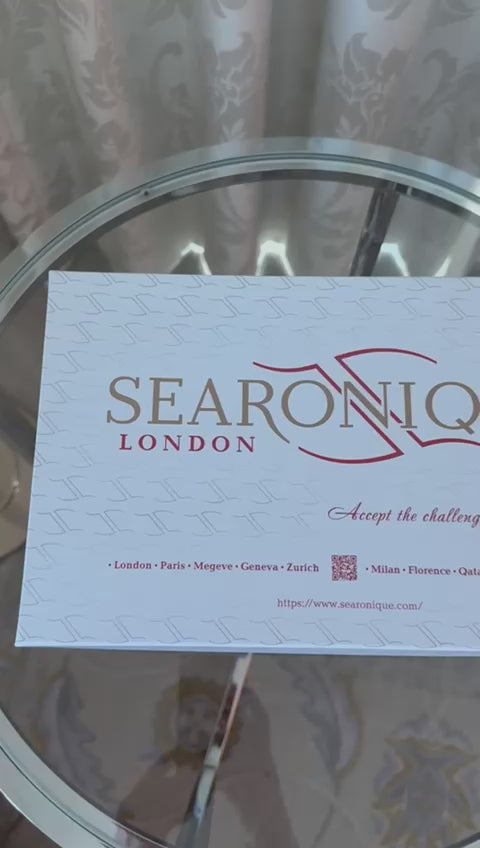 SEARONIQ
LONDON
Accept the challeng
• London • Paris • Megeve • Geneva • Zurich • Milan • Florence • Qata
https://www.searonique.com/